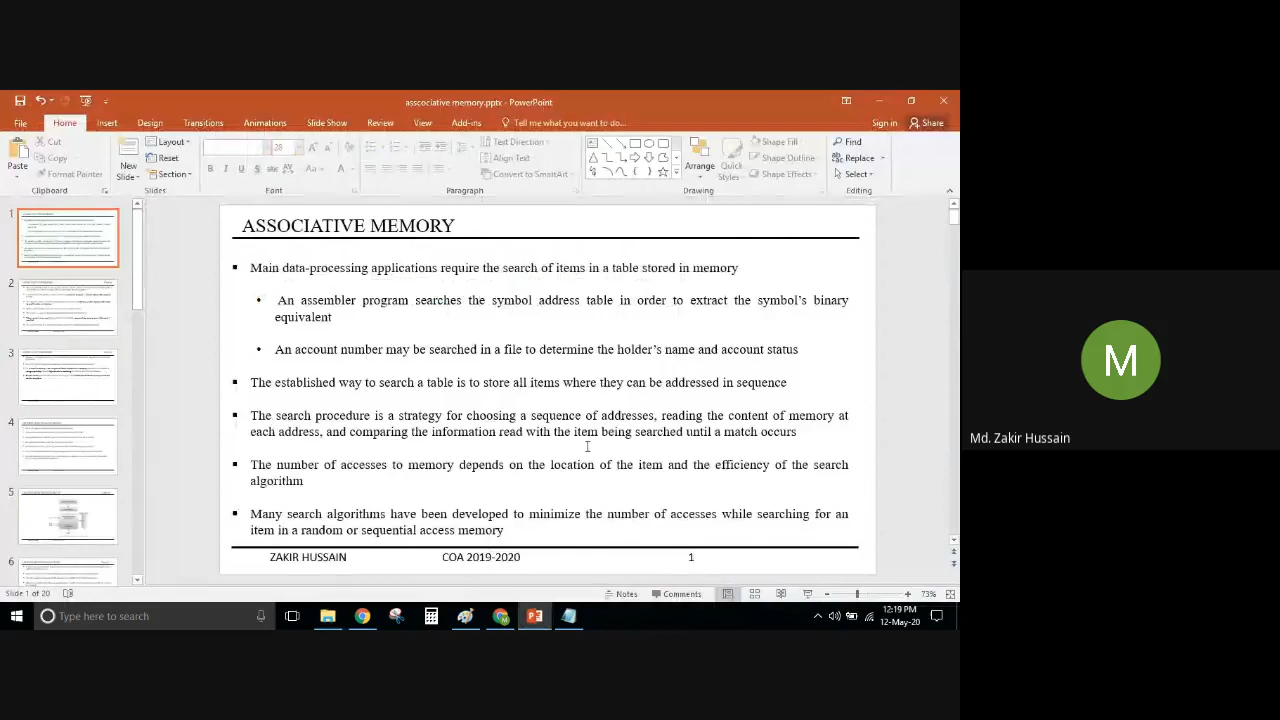 asscociative memory.pptx - PowerPoint
File Home Insert Design Transitions Animations Slide Show Review View Add-ins Tell me what you want to do... Sign in Share
Paste
Cut
Copy
Format Painter
Clipboard
New Slide
Layout
Reset
Section
Slides
28
Font
Text Direction
Align Text
Convert to SmartArt
Paragraph
Arrange
Quick Styles
Shape Fill
Shape Outline
Shape Effects
Drawing
Find
Replace
Select
Editing
1
2
3
4
5
6
ASSOCIATIVE MEMORY
Main data-processing applications require the search of items in a table stored in memory
• An assembler program searches the symbol address table in order to extract the symbol's binary
equivalent
• An account number may be searched in a file to determine the holder's name and account status
The established way to search a table is to store all items where they can be addressed in sequence
The search procedure is a strategy for choosing a sequence of addresses, reading the content of memory at
each address, and comparing the information read with the item being searched until a match occurs
The number of accesses to memory depends on the location of the item and the efficiency of the search
algorithm
Many search algorithms have been developed to minimize the number of accesses while searching for an
item in a random or sequential access memory
ZAKIR HUSSAIN COA 2019-2020 1
Slide 1 of 20 Notes Comments 73%
Type here to search
12:19 PM
12-May-20
M
Md. Zakir Hussain